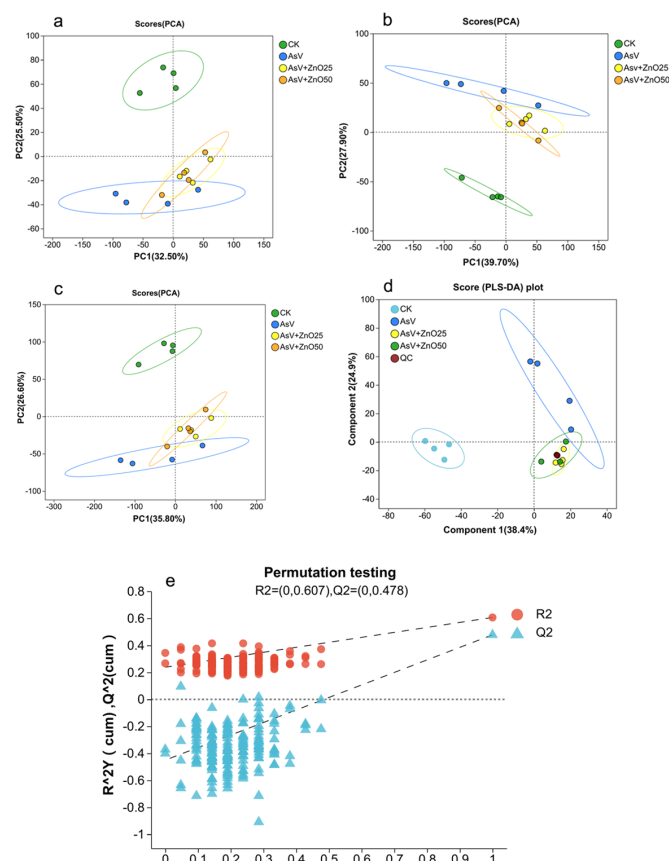 a
Scores(PCA)
CK
AsV
AsV+ZnO25
AsV+ZnO50
PC2(25.50%)
100
80
60
40
20
0
-20
-40
-60
-200 -150 -100 -50 0 50 100 150
PC1(32.50%)
b
Scores(PCA)
CK
AsV
Asv+ZnO25
AsV+ZnO50
PC2(27.90%)
100
50
0
-50
-100
-150 -100 -50 0 50 100 150
PC1(39.70%)
c
Scores(PCA)
CK
AsV
AsV+ZnO25
AsV+ZnO50
PC2(26.60%)
150
100
50
0
-50
-100
-300 -200 -100 0 100 200
PC1(35.80%)
d
Score (PLS-DA) plot
CK
AsV
AsV+ZnO25
AsV+ZnO50
QC
Component 2(24.9%)
100
80
60
40
20
0
-20
-40
-80 -60 -40 -20 0 20 40
Component 1(38.4%)
e
Permutation testing
R2=(0,0.607),Q2=(0,0.478)
R2
Q2
R^2Y ( cum) ,Q^2(cum )
0.8
0.6
0.4
0.2
0
-0.2
-0.4
-0.6
-0.8
-1
0 0.1 0.2 0.3 0.4 0.5 0.6 0.7 0.8 0.9 1